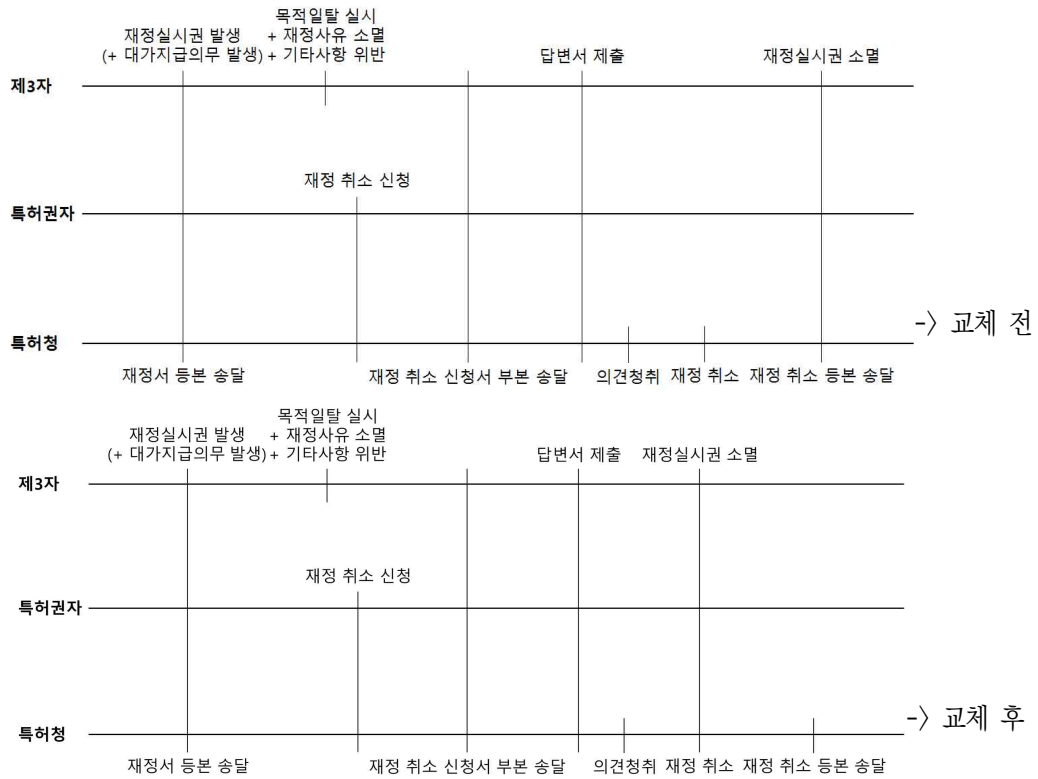 목적일탈 실시
재정실시권 발생 + 재정사유 소멸
(+ 대가지급의무 발생) + 기타사항 위반 답변서 제출 재정실시권 소멸
제3자
재정 취소 신청
특허권자
-> 교체 전
특허청
재정서 등본 송달 재정 취소 신청서 부본 송달 의견청취 재정 취소 재정 취소 등본 송달
목적일탈 실시
재정실시권 발생 + 재정사유 소멸
(+ 대가지급의무 발생) + 기타사항 위반 답변서 제출 재정실시권 소멸
제3자
재정 취소 신청
특허권자
-> 교체 후
특허청
재정서 등본 송달 재정 취소 신청서 부본 송달 의견청취 재정 취소 재정 취소 등본 송달